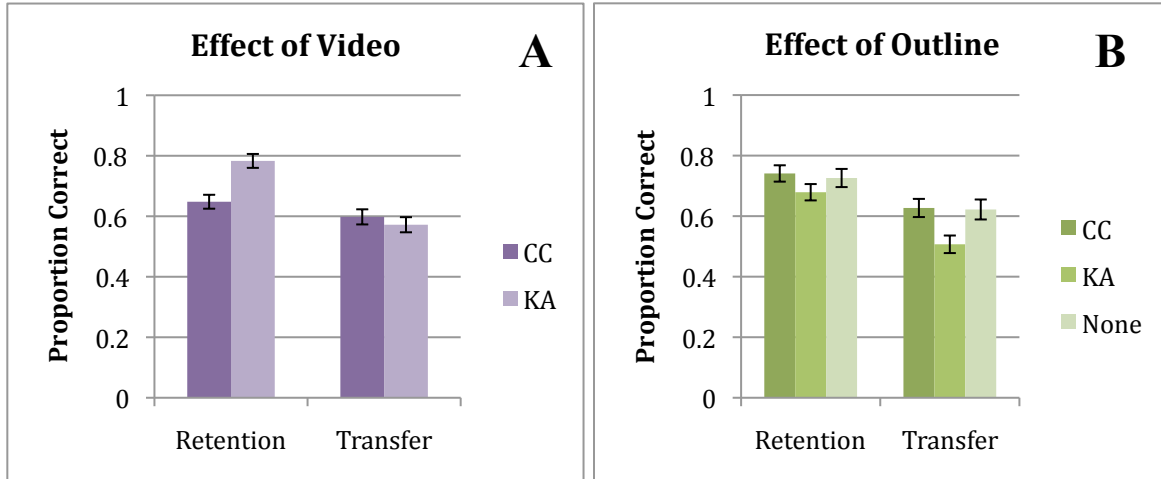 Effect of Video
A
Proportion Correct
1
0.8
0.6
0.4
0.2
0
Retention
Transfer
CC
KA
Effect of Outline
B
Proportion Correct
1
0.8
0.6
0.4
0.2
0
Retention
Transfer
CC
KA
None